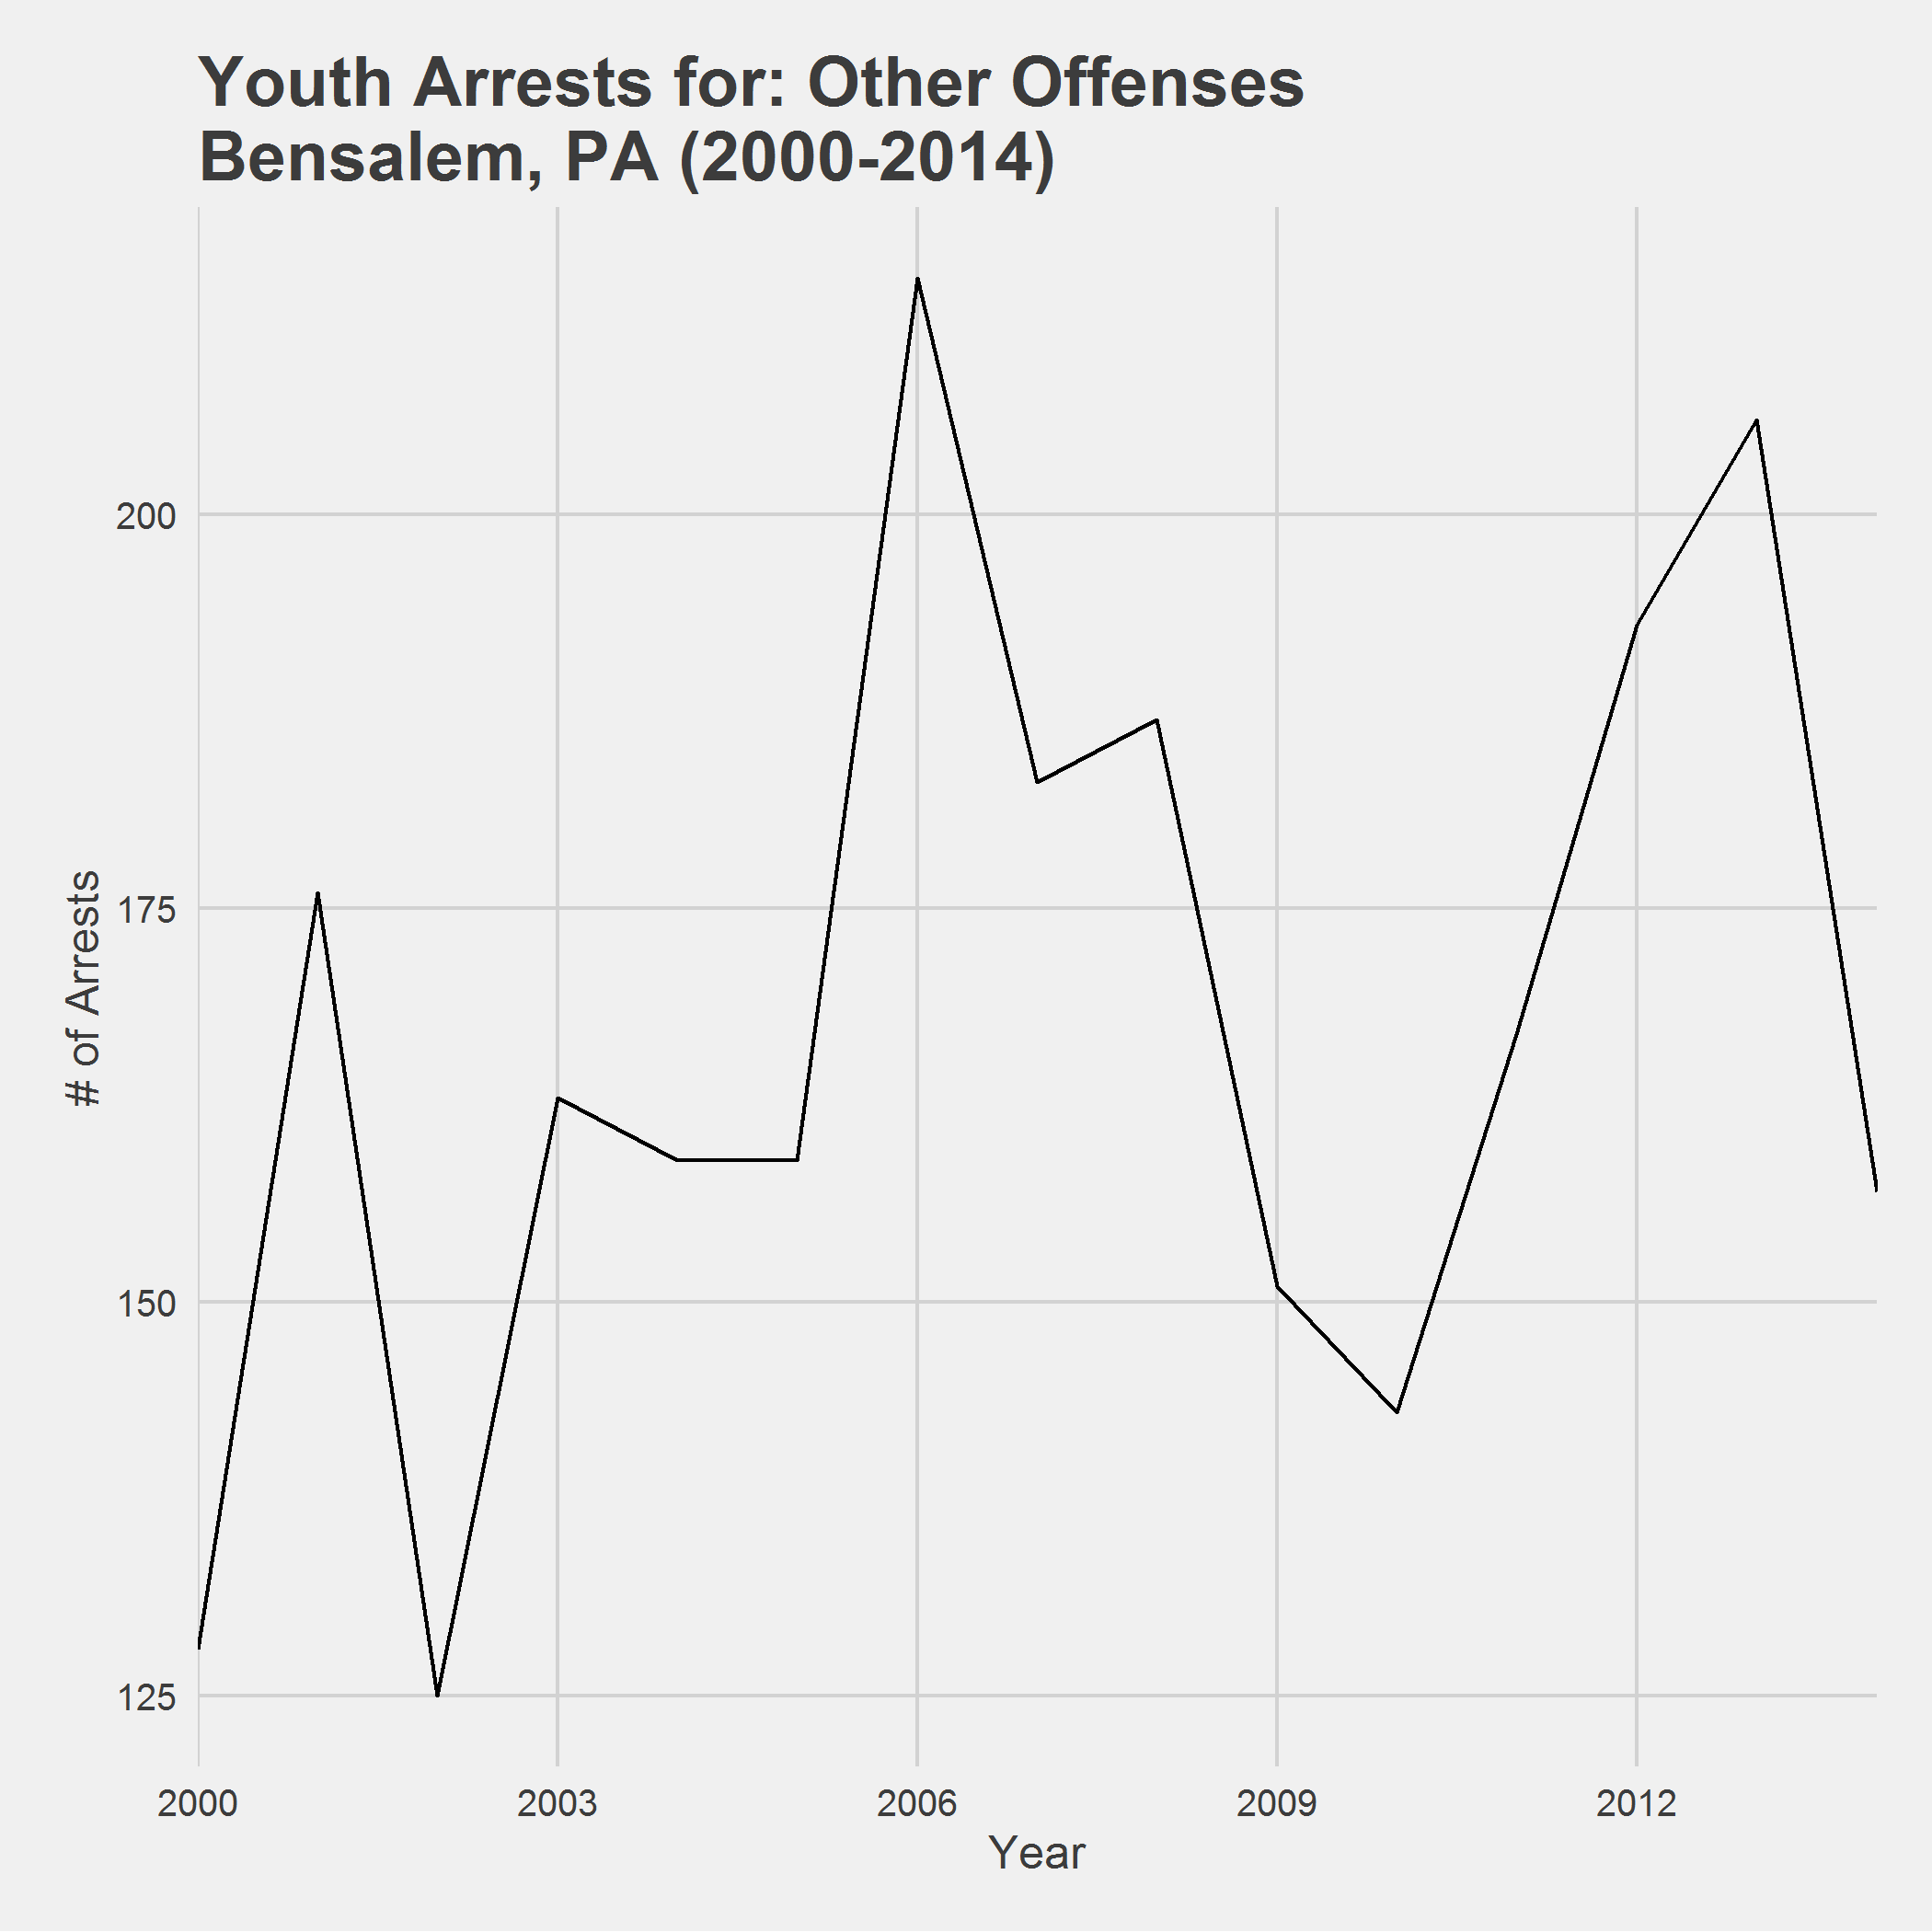 Youth Arrests for: Other Offenses
Bensalem, PA (2000-2014)
# of Arrests
200
175
150
125
2000 2003 2006 2009 2012
Year